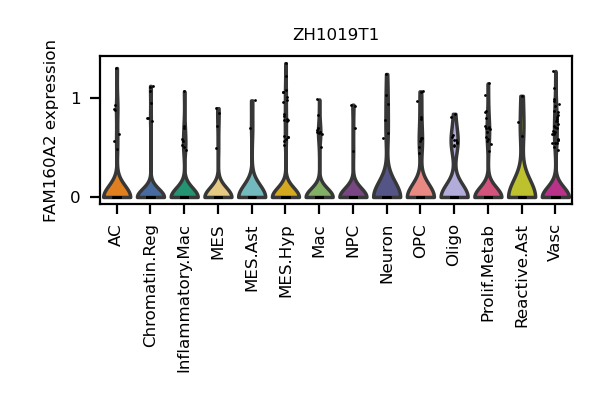 ZH1019T1
FAM160A2 expression
1
0
AC
Chromatin.Reg
Inflammatory.Mac
MES
MES.Ast
MES.Hyp
Mac
NPC
Neuron
OPC
Oligo
Prolif.Metab
Reactive.Ast
Vasc